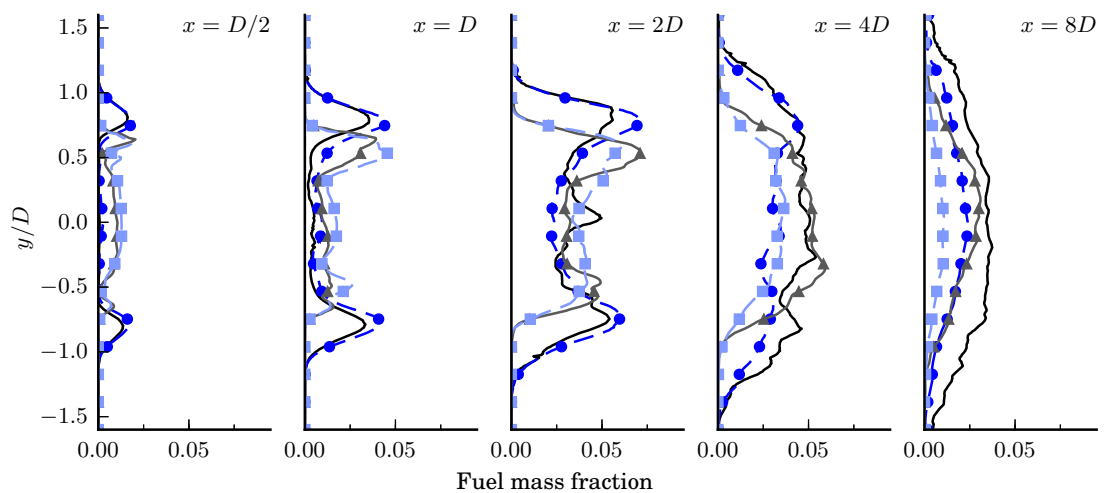 x = D/2
x = D
x = 2D
x = 4D
x = 8D
1.5
1.0
0.5
0.0
−0.5
−1.0
−1.5
y/D
0.00 0.05 0.00 0.05 0.00 0.05 0.00 0.05 0.00 0.05
Fuel mass fraction